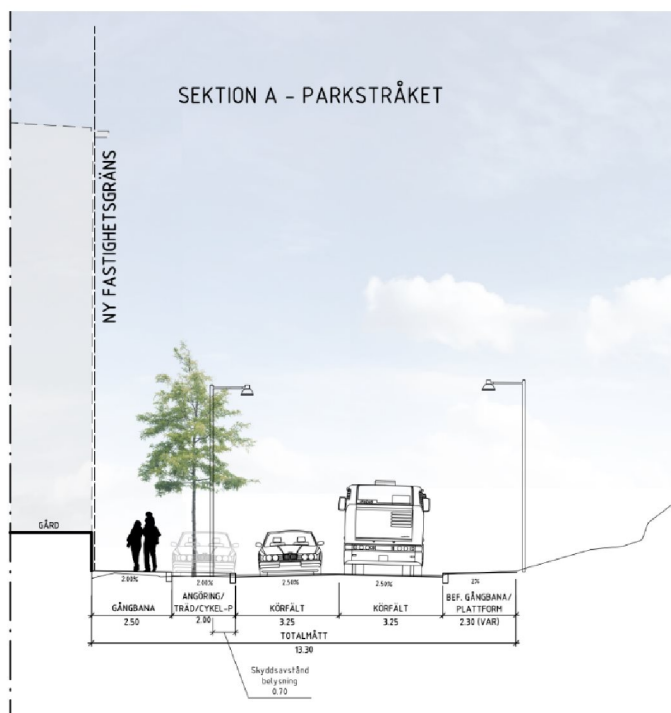 SEKTION A - PARKSTRÅKET
NY FASTIGHETSGRÄNS
GÅRD
2.00%
2.00%
2.50%
2.50%
2%
GÅNGBANA
2.50
ANGÖRING/
TRÄD/CYKEL-P
2.00
KÖRFÄLT
3.25
KÖRFÄLT
3.25
BEF. GÅNGBANA/
PLATTFORM
2.30 (VAR)
TOTALMÅTT
13.30
Skyddsavstånd
belysning
0.70